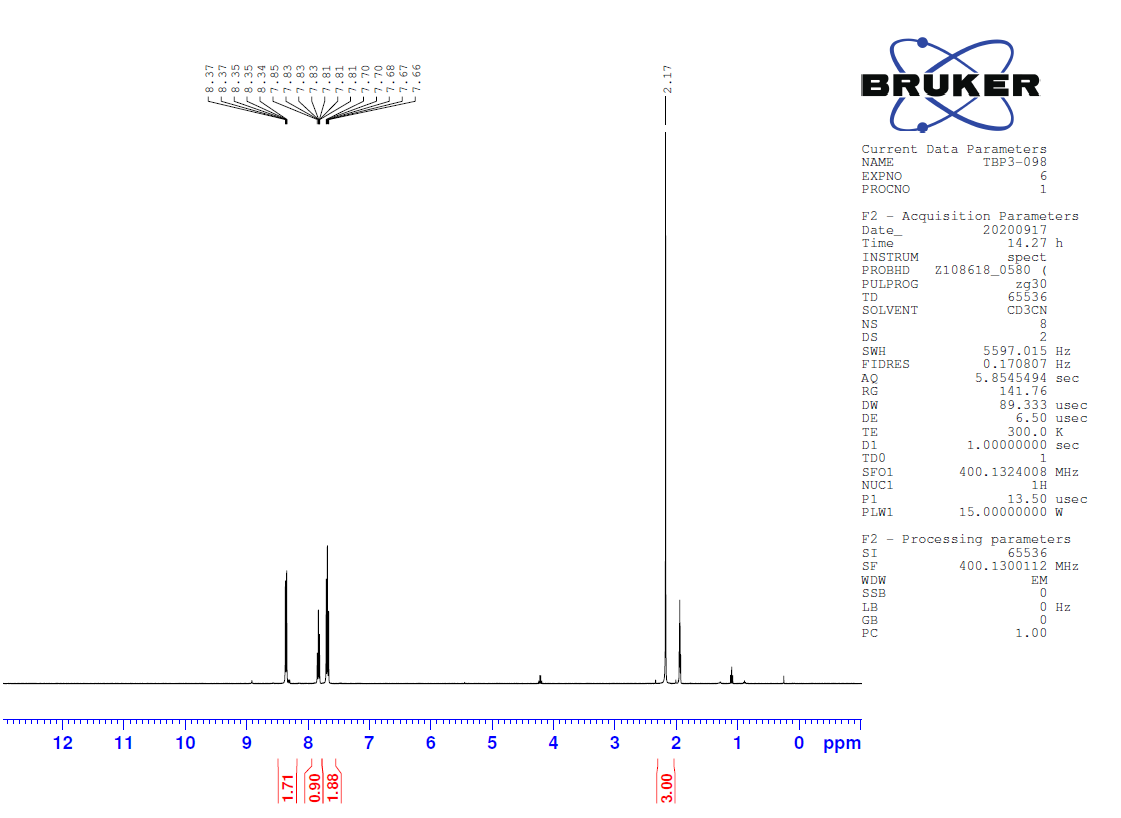 8.37
8.37
8.35
8.35
8.34
7.85
7.83
7.83
7.81
7.81
7.81
7.70
7.70
7.68
7.67
7.66
2.17
BRUKER
Current Data Parameters
NAME TBP3-098
EXPNO 6
PROCNO 1
F2 - Acquisition Parameters
Date_ 20200917
Time 14.27 h
INSTRUM spect
PROBHD Z108618_0580 (
PULPROG zg30
TD 65536
SOLVENT CD3CN
NS 8
DS 2
SWH 5597.015 Hz
FIDRES 0.170807 Hz
AQ 5.8545494 sec
RG 141.76
DW 89.333 usec
DE 6.50 usec
TE 300.0 K
D1 1.00000000 sec
TD0 1
SFO1 400.1324008 MHz
NUC1 1H
P1 13.50 usec
PLW1 15.00000000 W
F2 - Processing parameters
SI 65536
SF 400.1300112 MHz
WDW EM
SSB 0
LB 0 Hz
GB 0
PC 1.00
12 11 10 9 8 7 6 5 4 3 2 1 0 ppm
1.71
0.90
1.88
3.00